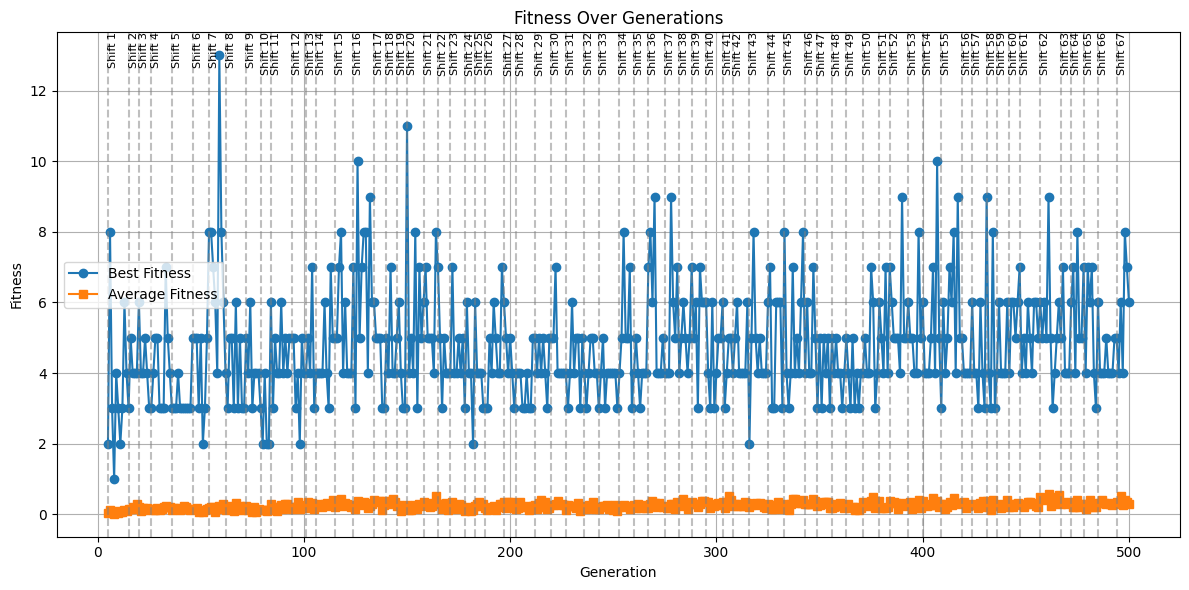 Fitness Over Generations
Shift 1
Shift 2
Shift 3
Shift 4
Shift 5
Shift 6
Shift 7
Shift 8
Shift 9
Shift 10
Shift 11
Shift 12
Shift 13
Shift 14
Shift 15
Shift 16
Shift 17
Shift 18
Shift 19
Shift 20
Shift 21
Shift 22
Shift 23
Shift 24
Shift 25
Shift 26
Shift 27
Shift 28
Shift 29
Shift 30
Shift 31
Shift 32
Shift 33
Shift 34
Shift 35
Shift 36
Shift 37
Shift 38
Shift 39
Shift 40
Shift 41
Shift 42
Shift 43
Shift 44
Shift 45
Shift 46
Shift 47
Shift 48
Shift 49
Shift 50
Shift 51
Shift 52
Shift 53
Shift 54
Shift 55
Shift 56
Shift 57
Shift 58
Shift 59
Shift 60
Shift 61
Shift 62
Shift 63
Shift 64
Shift 65
Shift 66
Shift 67
12
10
8
6
4
2
0
Fitness
Best Fitness
Average Fitness
0
100
200
300
400
500
Generation